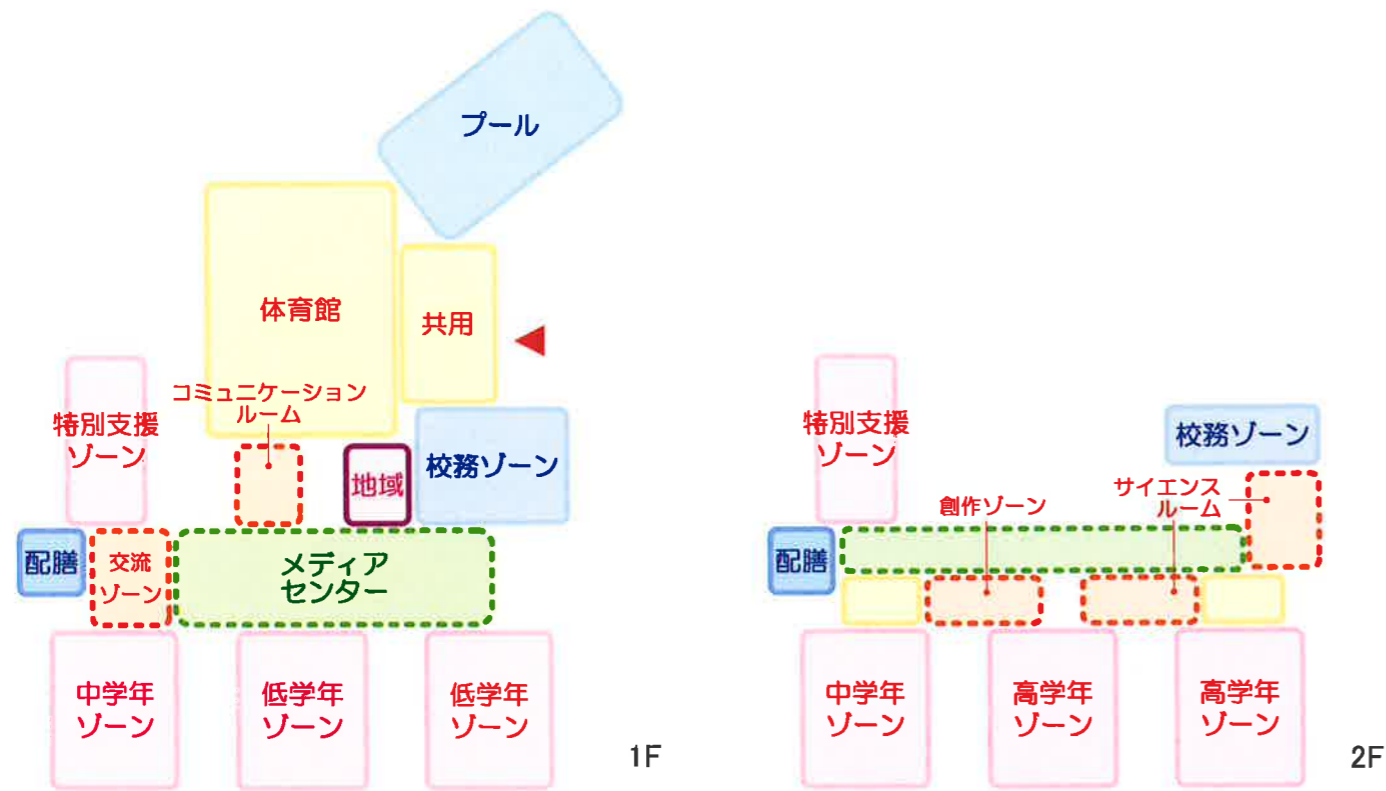 プール
体育館
共用
コミュニケーション
ルーム
特別支援
ゾーン
地域
校務ゾーン
配膳
交流
ゾーン
メディア
センター
中学年
ゾーン
低学年
ゾーン
低学年
ゾーン
1F
特別支援
ゾーン
校務ゾーン
サイエンス
ルーム
創作ゾーン
配膳
中学年
ゾーン
高学年
ゾーン
高学年
ゾーン
2F